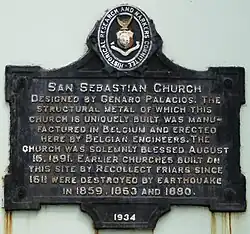 HISTORICAL RESEARCH AND MARKERS COMMITTEE
SAN SEBASTIAN CHURCH
DESIGNED BY GENARO PALACIOS. THE
STRUCTURAL METAL OF WHICH THIS
CHURCH IS UNIQUELY BUILT WAS MANU-
FACTURED IN BELGIUM AND ERECTED
HERE BY BELGIAN ENGINEERS. THE
CHURCH WAS SOLEMNLY BLESSED AUGUST
16, 1891. EARLIER CHURCHES BUILT ON
THIS SITE BY RECOLLECT FRIARS SINCE
1611 WERE DESTROYED BY EARTHQUAKE
IN 1859, 1863 AND 1880.
1934